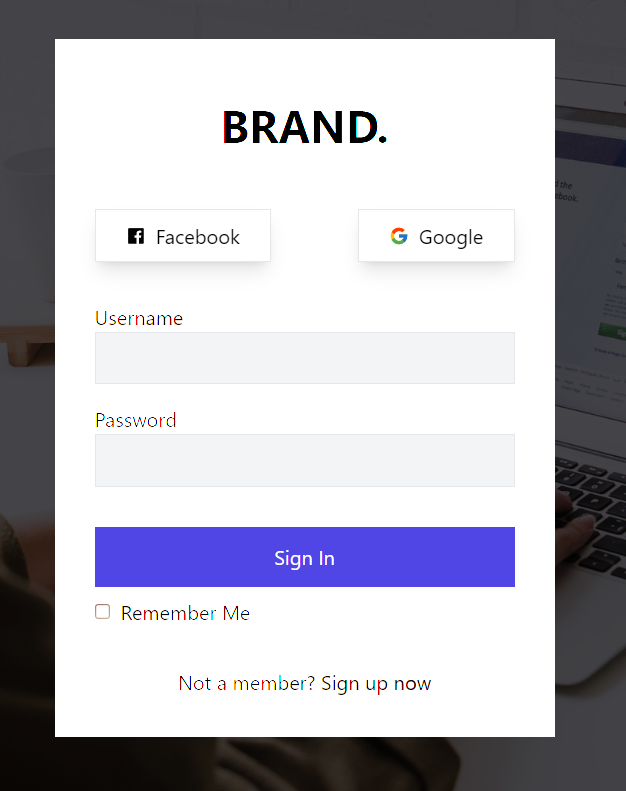 BRAND.
Facebook
Google
Username
Password
Sign In
Remember Me
Not a member? Sign up now